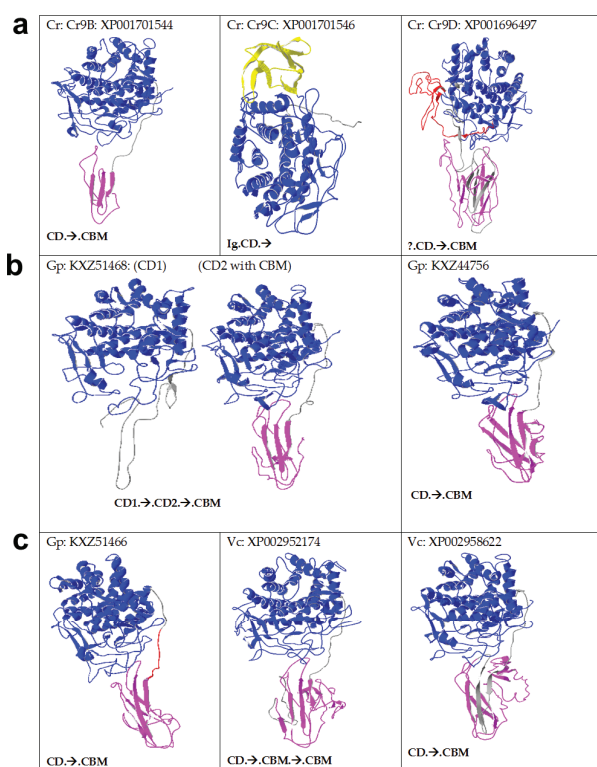 a
Cr: Cr9B: XP001701544
CD.→.CBM
Cr: Cr9C: XP001701546
Ig.CD.→
Cr: Cr9D: XP001696497
?.CD.→.CBM
b
Gp: KXZ51468: (CD1) (CD2 with CBM)
CD1.→.CD2.→.CBM
Gp: KXZ44756
CD.→.CBM
c
Gp: KXZ51466
CD.→.CBM
Vc: XP002952174
CD.→.CBM.→.CBM
Vc: XP002958622
CD.→.CBM